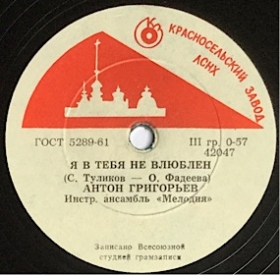 КРАСНОСЕЛЬСКИЙ ЗАВОД
ЛСНХ
ГОСТ 5289-61
III гр. 0-57
42047
Я В ТЕБЯ НЕ ВЛЮБЛЕН
(С. Туликов — О. Фадеева)
АНТОН ГРИГОРЬЕВ
Инстр. ансамбль «Мелодия»
Записано Всесоюзной
студией грамзаписи